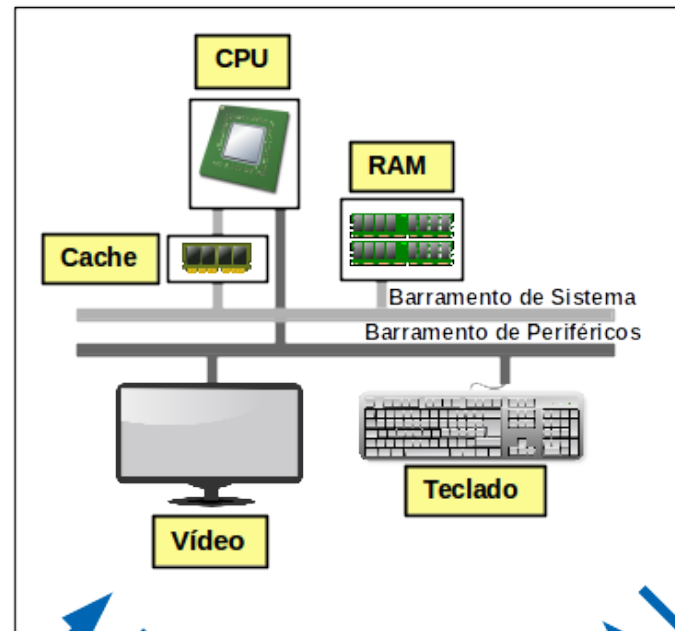 CPU
RAM
Cache
Barramento de Sistema
Barramento de Periféricos
Teclado
Vídeo